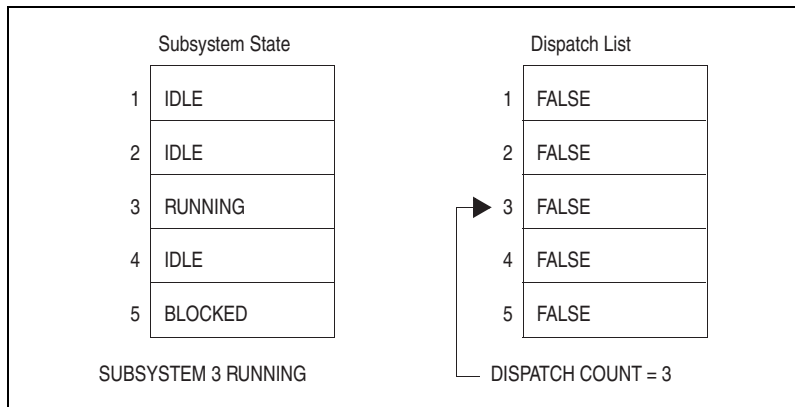 Subsystem State
1 IDLE
2 IDLE
3 RUNNING
4 IDLE
5 BLOCKED
SUBSYSTEM 3 RUNNING
Dispatch List
1 FALSE
2 FALSE
3 FALSE
4 FALSE
5 FALSE
DISPATCH COUNT = 3